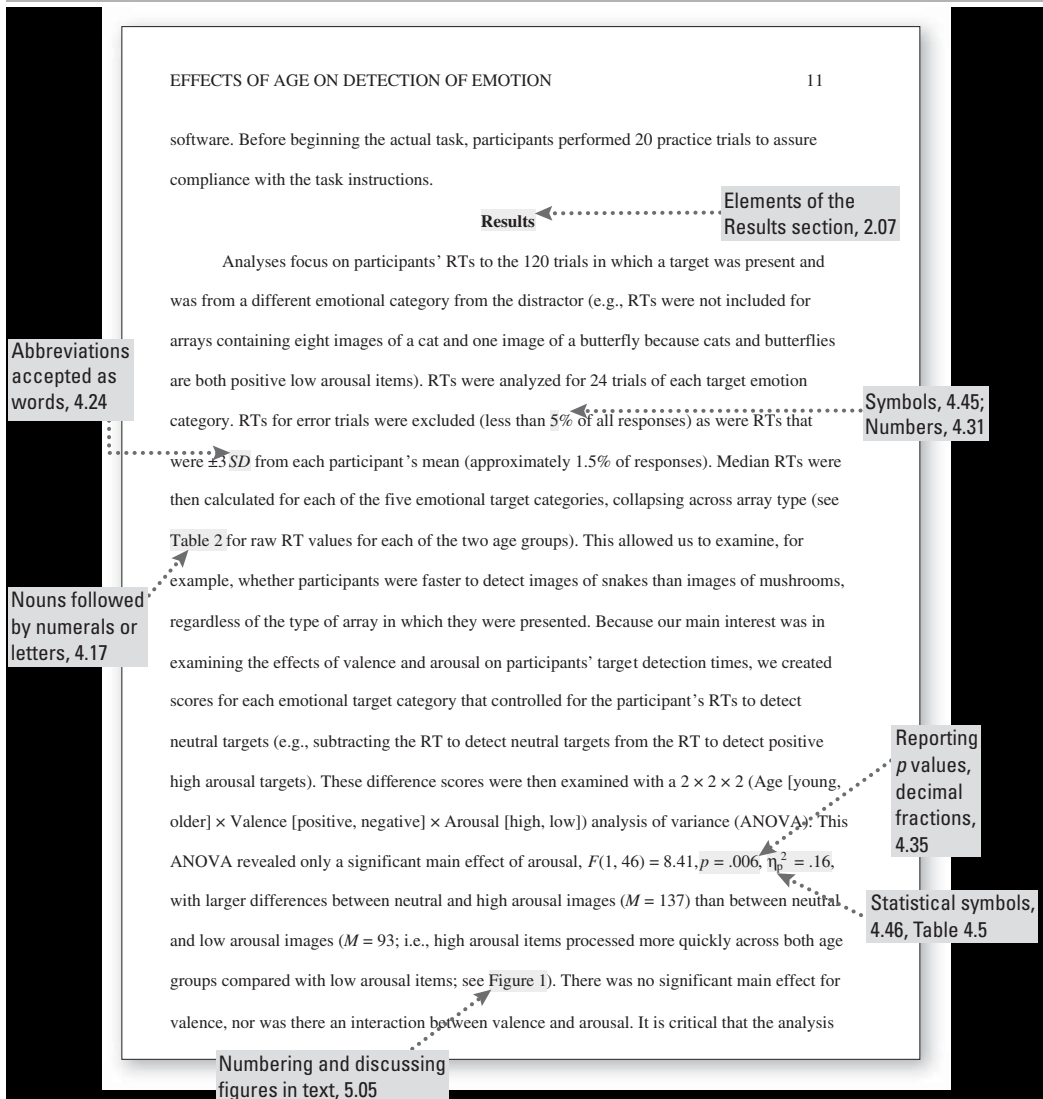 EFFECTS OF AGE ON DETECTION OF EMOTION 11
software. Before beginning the actual task, participants performed 20 practice trials to assure
compliance with the task instructions.
Results
Elements of the
Results section, 2.07
Analyses focus on participants’ RTs to the 120 trials in which a target was present and
was from a different emotional category from the distractor (e.g., RTs were not included for
arrays containing eight images of a cat and one image of a butterfly because cats and butterflies
are both positive low arousal items). RTs were analyzed for 24 trials of each target emotion
category. RTs for error trials were excluded (less than 5% of all responses) as were RTs that
were ±3 SD from each participant’s mean (approximately 1.5% of responses). Median RTs were
then calculated for each of the five emotional target categories, collapsing across array type (see
Table 2 for raw RT values for each of the two age groups). This allowed us to examine, for
example, whether participants were faster to detect images of snakes than images of mushrooms,
regardless of the type of array in which they were presented. Because our main interest was in
examining the effects of valence and arousal on participants’ target detection times, we created
scores for each emotional target category that controlled for the participant’s RTs to detect
neutral targets (e.g., subtracting the RT to detect neutral targets from the RT to detect positive
high arousal targets). These difference scores were then examined with a 2 × 2 × 2 (Age [young,
older] × Valence [positive, negative] × Arousal [high, low]) analysis of variance (ANOVA). This
ANOVA revealed only a significant main effect of arousal, F(1, 46) = 8.41, p = .006, ηp² = .16,
with larger differences between neutral and high arousal images (M = 137) than between neutral
and low arousal images (M = 93; i.e., high arousal items processed more quickly across both age
groups compared with low arousal items; see Figure 1). There was no significant main effect for
valence, nor was there an interaction between valence and arousal. It is critical that the analysis
Abbreviations
accepted as
words, 4.24
Symbols, 4.45;
Numbers, 4.31
Nouns followed
by numerals or
letters, 4.17
Reporting
p values,
decimal
fractions,
4.35
Statistical symbols,
4.46, Table 4.5
Numbering and discussing
figures in text, 5.05